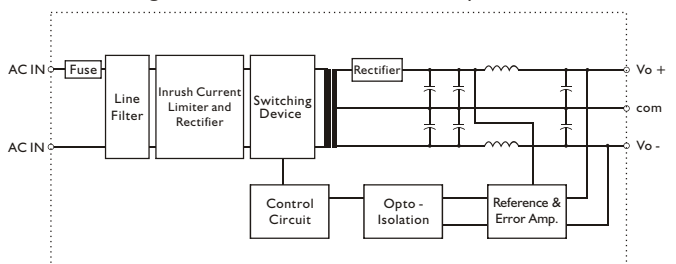 AC IN
Fuse
Line
Filter
Inrush Current
Limiter and
Rectifier
Switching
Device
Rectifier
Vo +
com
AC IN
Vo -
Control
Circuit
Opto -
Isolation
Reference &
Error Amp.